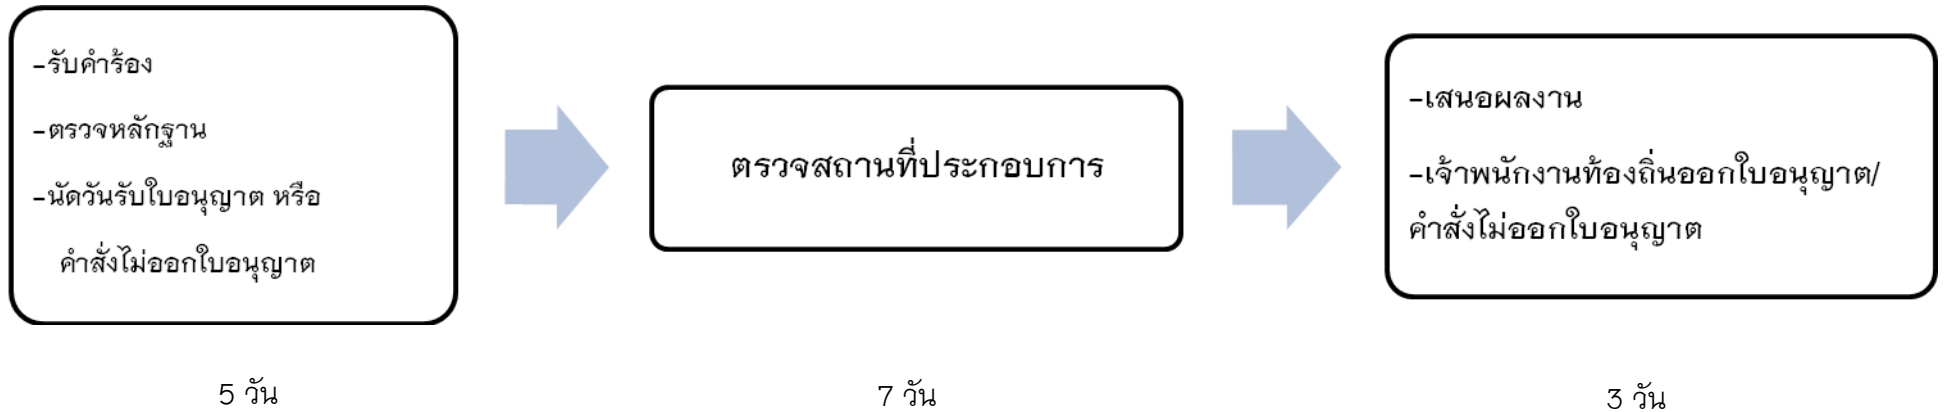 -รับคำร้อง
-ตรวจหลักฐาน
-นัดวันรับใบอนุญาต หรือ
คำสั่งไม่ออกใบอนุญาต
ตรวจสถานที่ประกอบการ
-เสนอผลงาน
-เจ้าพนักงานท้องถิ่นออกใบอนุญาต/
คำสั่งไม่ออกใบอนุญาต
5 วัน
7 วัน
3 วัน